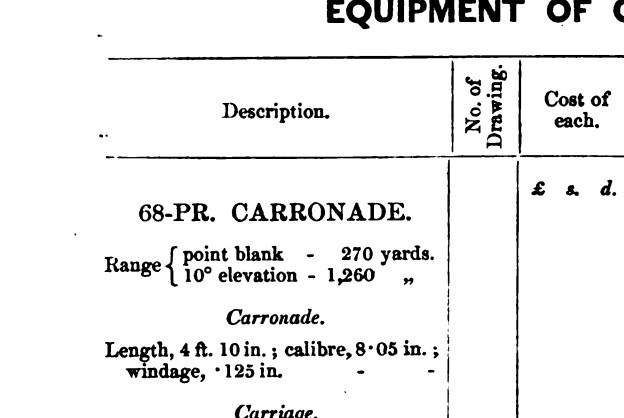 EQUIPMENT OF
Description.
No. of
Drawing.
Cost of
each.
£ s. d.
68-PR. CARRONADE.
Range { point blank - 270 yards.
10° elevation - 1,260 „
Carronade.
Length, 4 ft. 10 in. ; calibre, 8·05 in. ;
windage, ·125 in. - -
Carriage.